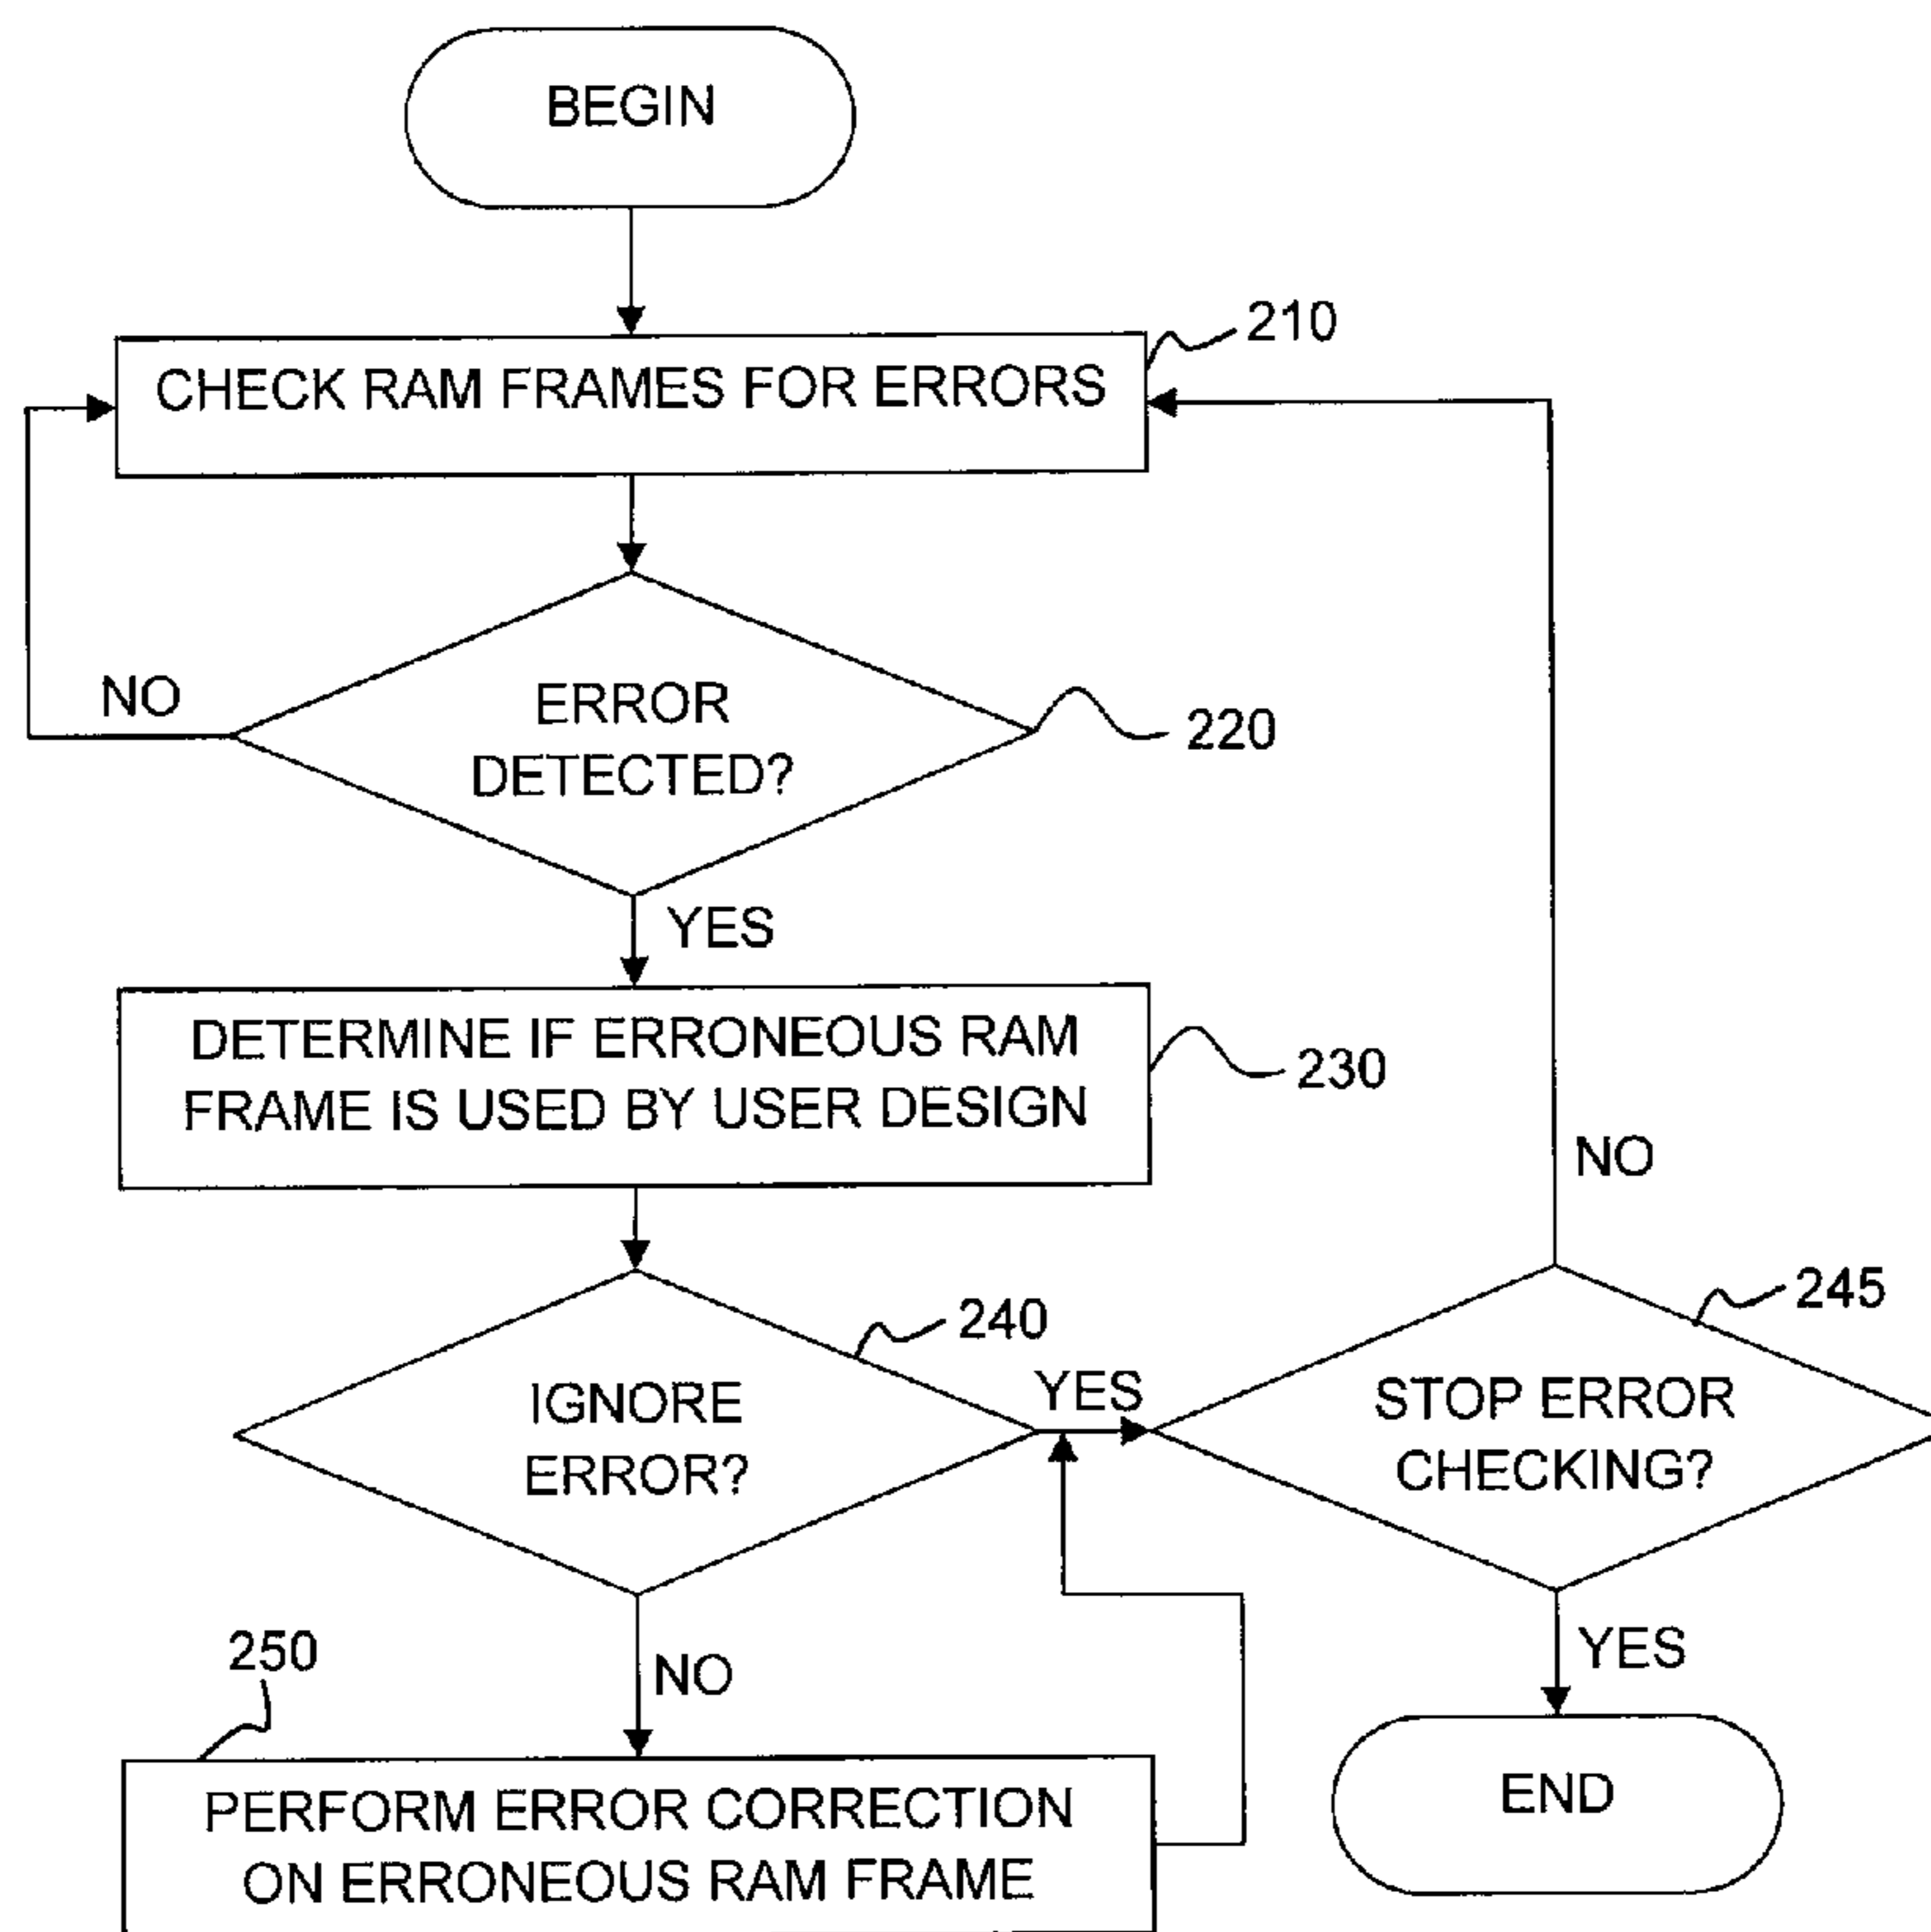 BEGIN
210
CHECK RAM FRAMES FOR ERRORS
NO
ERROR
DETECTED?
220
YES
DETERMINE IF ERRONEOUS RAM
FRAME IS USED BY USER DESIGN
230
NO
240
245
IGNORE
ERROR?
YES
STOP ERROR
CHECKING?
250
NO
YES
PERFORM ERROR CORRECTION
ON ERRONEOUS RAM FRAME
END